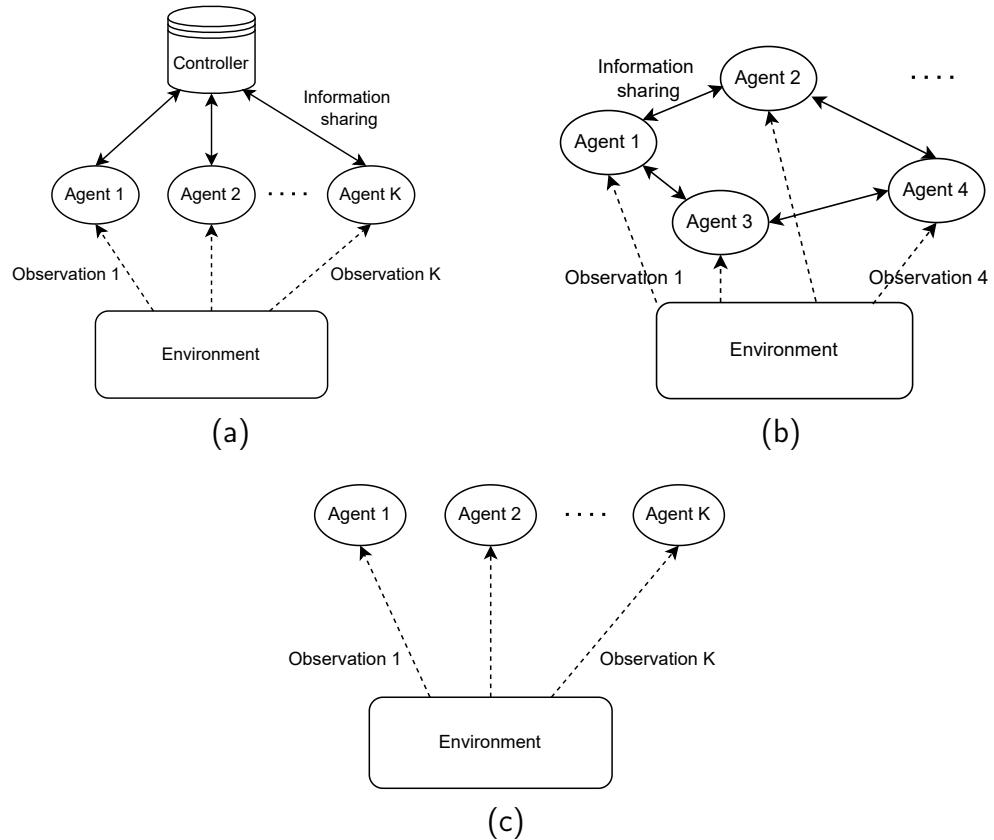 Controller
Information
sharing
Agent 1
Agent 2
....
Agent K
Observation 1
Observation K
Environment
(a)
Agent 2
....
Information
sharing
Agent 1
Agent 4
Agent 3
Observation 1
Observation 4
Environment
(b)
Agent 1
Agent 2
....
Agent K
Observation 1
Observation K
Environment
(c)